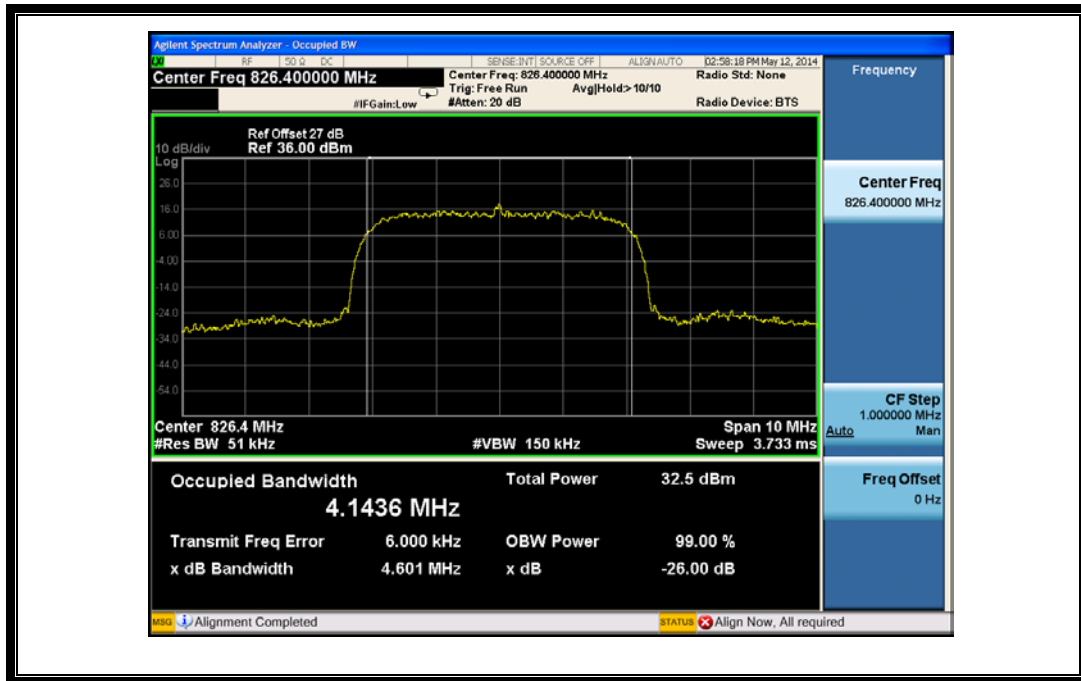 Agilent Spectrum Analyzer - Occupied BW
LXI RF 50 Ω DC SENSE:INT SOURCE OFF ALIGNAUTO 02:58:18 PM May 12, 2014
Center Freq 826.400000 MHz
Center Freq: 826.400000 MHz
Radio Std: None
Trig: Free Run Avg|Hold:>10/10
#IFGain:Low
#Atten: 20 dB
Radio Device: BTS
Ref Offset 27 dB
10 dB/div Ref 36.00 dBm
Log
26.0
16.0
6.00
-4.00
-14.0
-24.0
-34.0
-44.0
-54.0
Center 826.4 MHz Span 10 MHz
#Res BW 51 kHz #VBW 150 kHz Sweep 3.733 ms
Occupied Bandwidth Total Power 32.5 dBm
4.1436 MHz
Transmit Freq Error 6.000 kHz OBW Power 99.00 %
x dB Bandwidth 4.601 MHz x dB -26.00 dB
MSG Alignment Completed STATUS Align Now, All required
Frequency
Center Freq
826.400000 MHz
CF Step
1.000000 MHz
Auto Man
Freq Offset
0 Hz